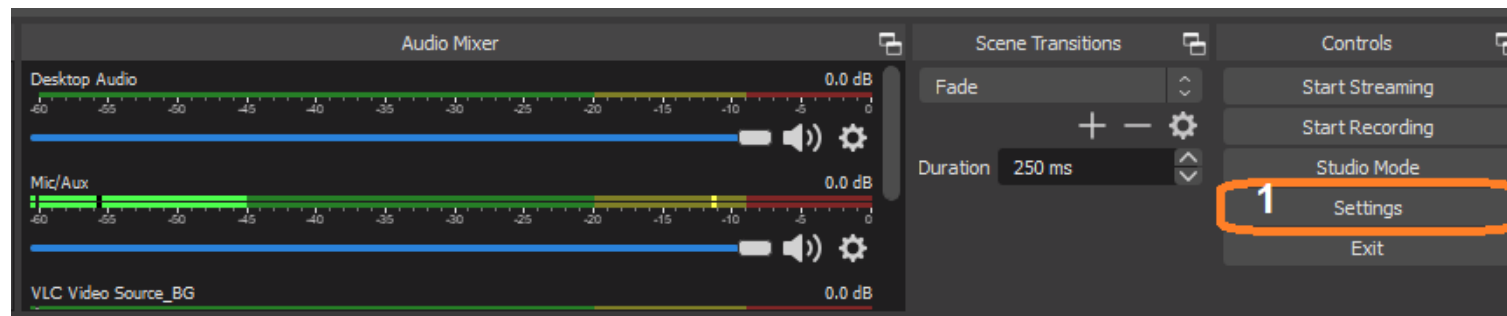 Audio Mixer
Desktop Audio 0.0 dB
-60 -55 -50 -45 -40 -35 -30 -25 -20 -15 -10 -5 0
Mic/Aux 0.0 dB
-60 -55 -50 -45 -40 -35 -30 -25 -20 -15 -10 -5 0
VLC Video Source_BG 0.0 dB
Scene Transitions
Fade
Duration 250 ms
Controls
Start Streaming
Start Recording
Studio Mode
1 Settings
Exit